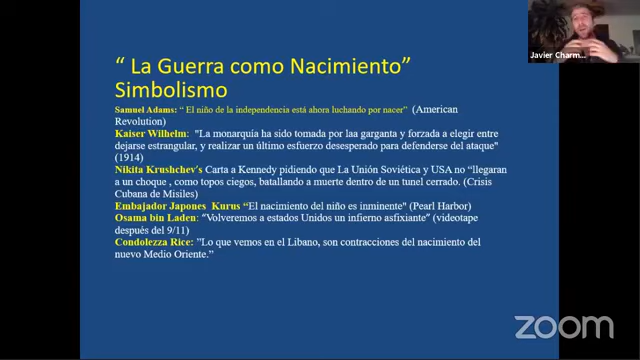 “ La Guerra como Nacimiento”
Simbolismo
Samuel Adams: “ El niño de la independencia está ahora luchando por nacer” (American
Revolution)
Kaiser Wilhelm: "La monarquía ha sido tomada por laa garganta y forzada a elegir entre
dejarse estrangular, y realizar un último esfuerzo desesperado para defenderse del ataque"
(1914)
Nikita Krushchev's Carta a Kennedy pidiendo que La Unión Soviética y USA no “llegaran
a un choque, como topos ciegos, batallando a muerte dentro de un tunel cerrado. (Crisis
Cubana de Misiles)
Embajador Japones Kurus “El nacimiento del niño es inminente" (Pearl Harbor)
Osama bin Laden: “Volveremos a estados Unidos un infierno asfixiante” (videotape
después del 9/11)
Condolezza Rice: ”Lo que vemos en el Líbano, son contracciones del nacimiento del
nuevo Medio Oriente.”
Javier Charm...
zoom